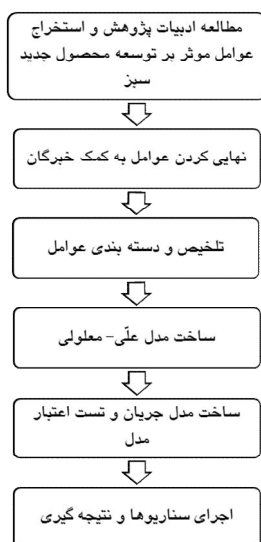 مطالعه ادبیات پژوهش و استخراج
عوامل موثر بر توسعه محصول جدید
سبز
نهایی کردن عوامل به کمک خبرگان
تلخیص و دسته بندی عوامل
ساخت مدل علّی- معلولی
ساخت مدل جریان و تست اعتبار
مدل
اجرای سناریوها و نتیجه گیری